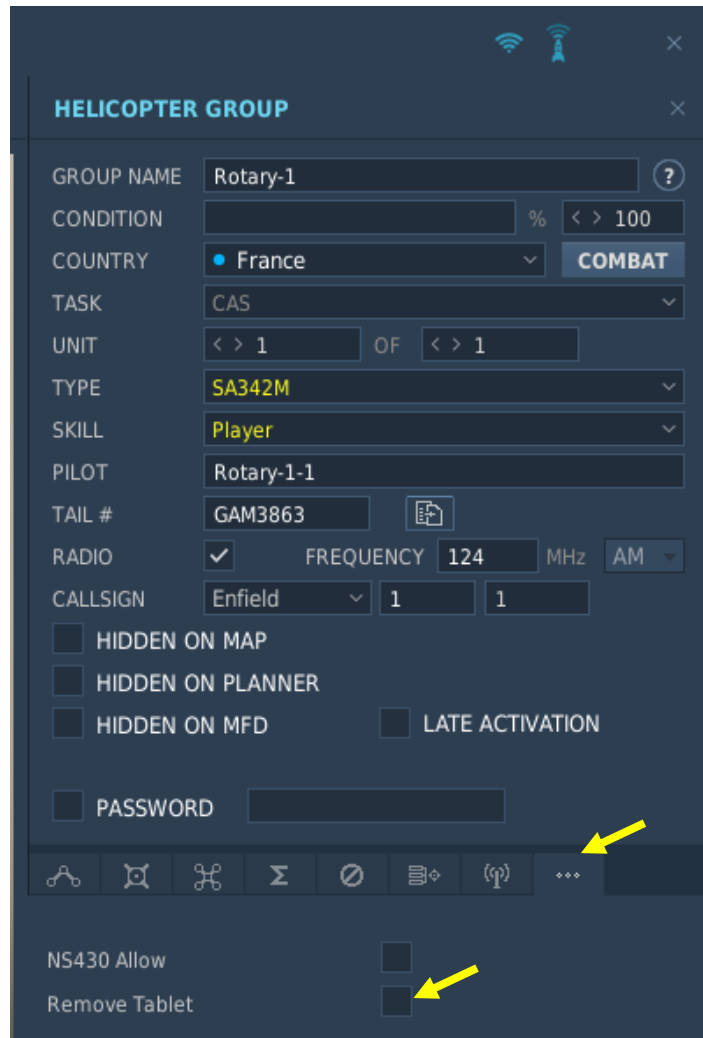 HELICOPTER GROUP
GROUP NAME Rotary-1 ?
CONDITION % < > 100
COUNTRY France COMBAT
TASK CAS
UNIT < > 1 OF < > 1
TYPE SA342M
SKILL Player
PILOT Rotary-1-1
TAIL # GAM3863
RADIO FREQUENCY 124 MHz AM
CALLSIGN Enfield 1 1
HIDDEN ON MAP
HIDDEN ON PLANNER
HIDDEN ON MFD LATE ACTIVATION
PASSWORD
NS430 Allow
Remove Tablet